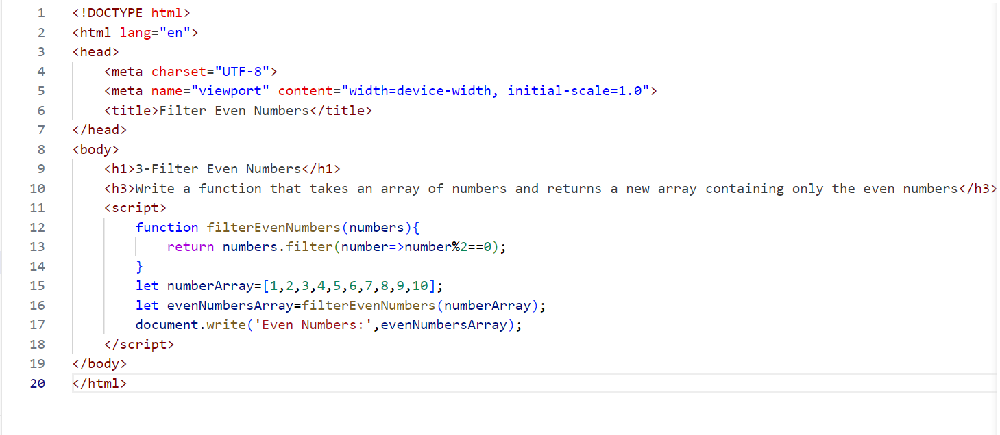 1 <!DOCTYPE html>
2 <html lang="en">
3 <head>
4     <meta charset="UTF-8">
5     <meta name="viewport" content="width=device-width, initial-scale=1.0">
6     <title>Filter Even Numbers</title>
7 </head>
8 <body>
9     <h1>3-Filter Even Numbers</h1>
10     <h3>Write a function that takes an array of numbers and returns a new array containing only the even numbers</h3>
11     <script>
12         function filterEvenNumbers(numbers){
13             return numbers.filter(number=>number%2==0);
14         }
15         let numberArray=[1,2,3,4,5,6,7,8,9,10];
16         let evenNumbersArray=filterEvenNumbers(numberArray);
17         document.write('Even Numbers:',evenNumbersArray);
18     </script>
19 </body>
20 </html>